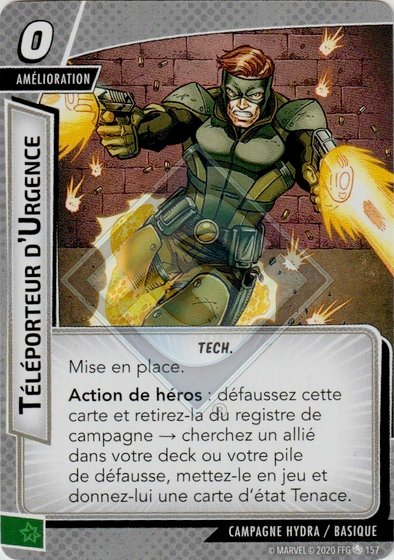 0
AMÉLIORATION
TÉLÉPORTEUR D'URGENCE
TECH.
Mise en place.
Action de héros : défaussez cette
carte et retirez-la du registre de
campagne → cherchez un allié
dans votre deck ou votre pile
de défausse, mettez-le en jeu et
donnez-lui une carte d'état Tenace.
CAMPAGNE HYDRA / BASIQUE
© MARVEL © 2020 FFG 157